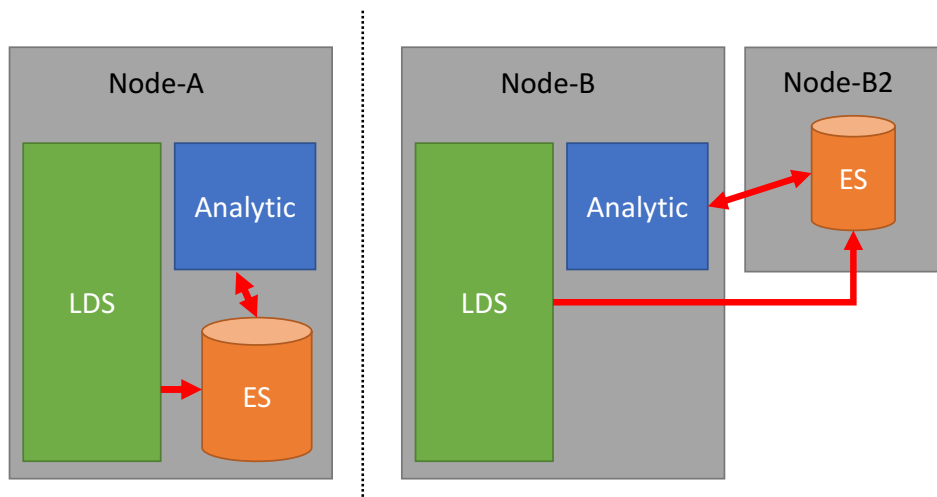 Node-A
LDS
Analytic
ES
Node-B
LDS
Analytic
Node-B2
ES